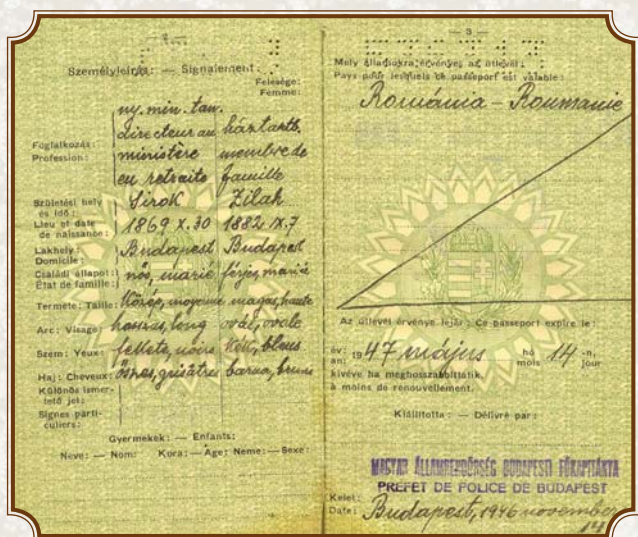 — 2 —
Személyleírás: — Signalement:
Felesége:
Femme:
ny. min. tan.
directeur au háztartb.
Foglalkozás:
Profession:
ministère membre de
en retraite famille
Születési hely és idő:
Lieu et date de naissance:
Sirok Zilah
1869 X.30 1882 IX.7
Lakhely:
Domicile:
Budapest Budapest
Családi állapot:
État de famille:
nős, marié férjes, mariée
Termete: Taille: közép, moyenne magas, haute
Arc: Visage: hosszas, long ovál, ovale
Szem: Yeux: fekete, noirs kék, bleus
Haj: Cheveux: őszes, grisâtres barna, bruns
Különös ismertető jel:
Signes particuliers:
Gyermekek: — Enfants:
Neve: — Nom: Kora: — Age: Neme: — Sexe:
— 3 —
Mely államokra érvényes az útlevél:
Pays pour lesquels ce passeport est valable:
Románia - Roumanie
Az útlevél érvénye lejár: Ce passeport expire le:
év: an: 1947 május hó mois 14 -n, jour
kivéve ha meghosszabbíttatik.
à moins de renouvellement.
Kiállította: — Délivré par:
MAGYAR ÁLLAMRENDŐRSÉG BUDAPESTI FŐKAPITÁNYA
PREFET DE POLICE DE BUDAPEST
Kelet:
Date: Budapest, 1946 november
14